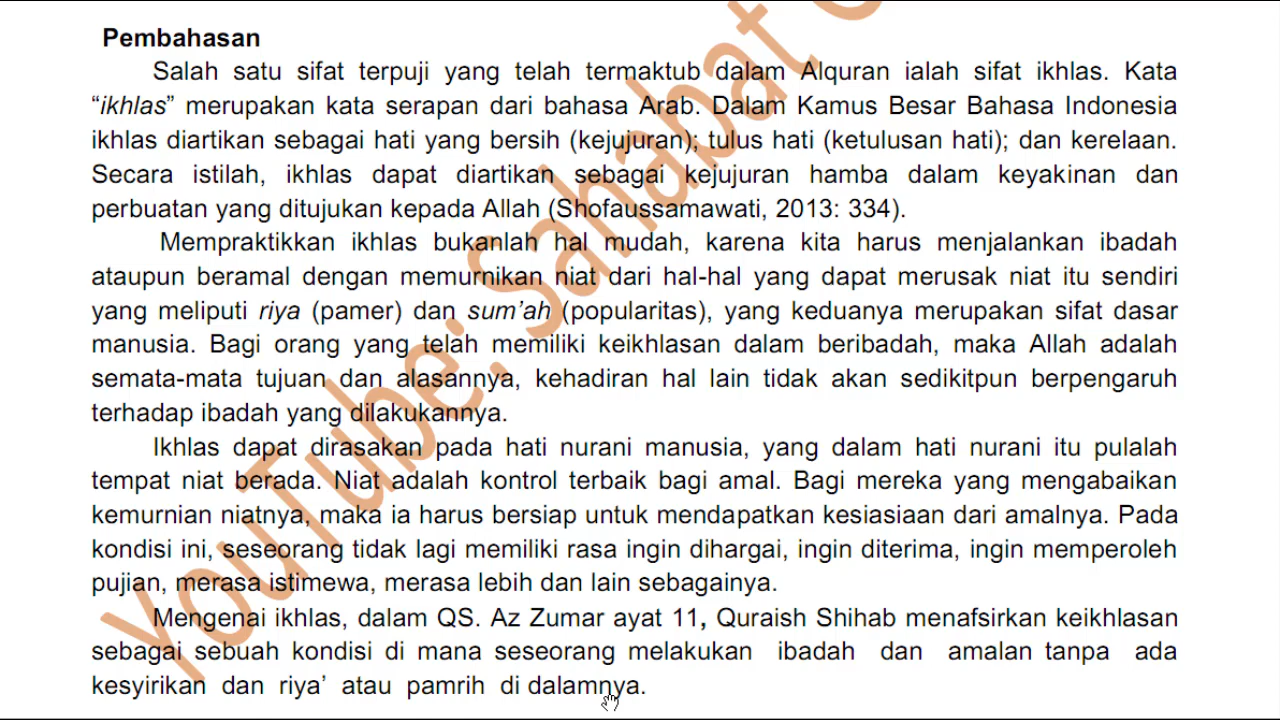 Pembahasan
Salah satu sifat terpuji yang telah termaktub dalam Alquran ialah sifat ikhlas. Kata
“ikhlas” merupakan kata serapan dari bahasa Arab. Dalam Kamus Besar Bahasa Indonesia
ikhlas diartikan sebagai hati yang bersih (kejujuran); tulus hati (ketulusan hati); dan kerelaan.
Secara istilah, ikhlas dapat diartikan sebagai kejujuran hamba dalam keyakinan dan
perbuatan yang ditujukan kepada Allah (Shofaussamawati, 2013: 334).
Mempraktikkan ikhlas bukanlah hal mudah, karena kita harus menjalankan ibadah
ataupun beramal dengan memurnikan niat dari hal-hal yang dapat merusak niat itu sendiri
yang meliputi riya (pamer) dan sum’ah (popularitas), yang keduanya merupakan sifat dasar
manusia. Bagi orang yang telah memiliki keikhlasan dalam beribadah, maka Allah adalah
semata-mata tujuan dan alasannya, kehadiran hal lain tidak akan sedikitpun berpengaruh
terhadap ibadah yang dilakukannya.
Ikhlas dapat dirasakan pada hati nurani manusia, yang dalam hati nurani itu pulalah
tempat niat berada. Niat adalah kontrol terbaik bagi amal. Bagi mereka yang mengabaikan
kemurnian niatnya, maka ia harus bersiap untuk mendapatkan kesiasiaan dari amalnya. Pada
kondisi ini, seseorang tidak lagi memiliki rasa ingin dihargai, ingin diterima, ingin memperoleh
pujian, merasa istimewa, merasa lebih dan lain sebagainya.
Mengenai ikhlas, dalam QS. Az Zumar ayat 11, Quraish Shihab menafsirkan keikhlasan
sebagai sebuah kondisi di mana seseorang melakukan ibadah dan amalan tanpa ada
kesyirikan dan riya’ atau pamrih di dalamnya.
YouTube: Sahabat